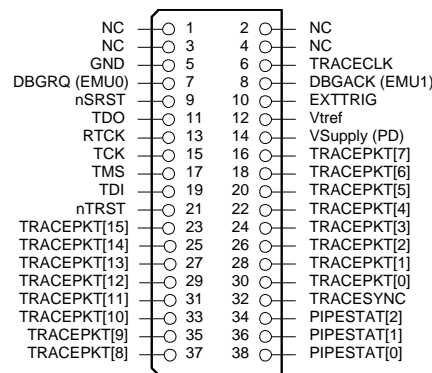 NC 1 2 NC
NC 3 4 NC
GND 5 6 TRACECLK
DBGRQ (EMU0) 7 8 DBGACK (EMU1)
nSRST 9 10 EXTTRIG
TDO 11 12 Vtref
RTCK 13 14 VSupply (PD)
TCK 15 16 TRACEPKT[7]
TMS 17 18 TRACEPKT[6]
TDI 19 20 TRACEPKT[5]
nTRST 21 22 TRACEPKT[4]
TRACEPKT[15] 23 24 TRACEPKT[3]
TRACEPKT[14] 25 26 TRACEPKT[2]
TRACEPKT[13] 27 28 TRACEPKT[1]
TRACEPKT[12] 29 30 TRACEPKT[0]
TRACEPKT[11] 31 32 TRACESYNC
TRACEPKT[10] 33 34 PIPESTAT[2]
TRACEPKT[9] 35 36 PIPESTAT[1]
TRACEPKT[8] 37 38 PIPESTAT[0]